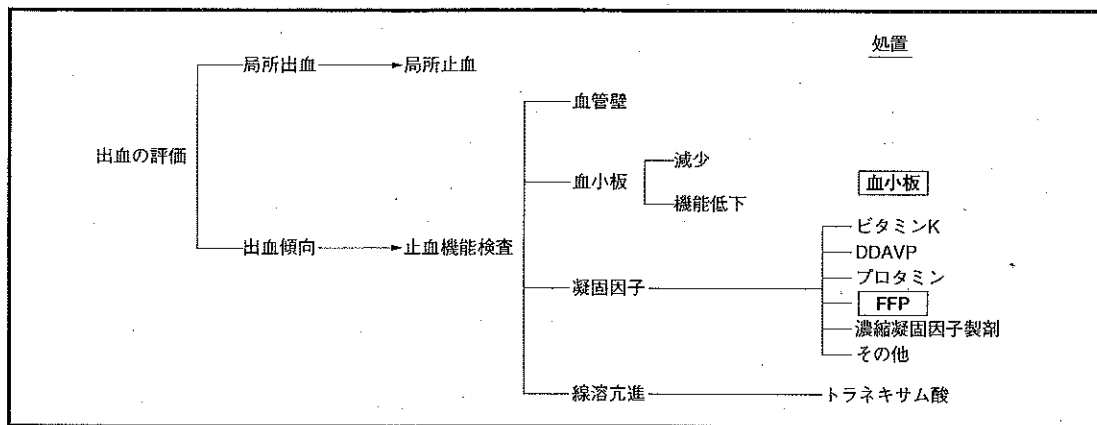 処置
局所出血
局所止血
血管壁
出血の評価
減少
血小板
血小板
機能低下
出血傾向
止血機能検査
ビタミンK
DDAVP
プロタミン
凝固因子
FFP
濃縮凝固因子製剤
その他
線溶亢進
トラネキサム酸